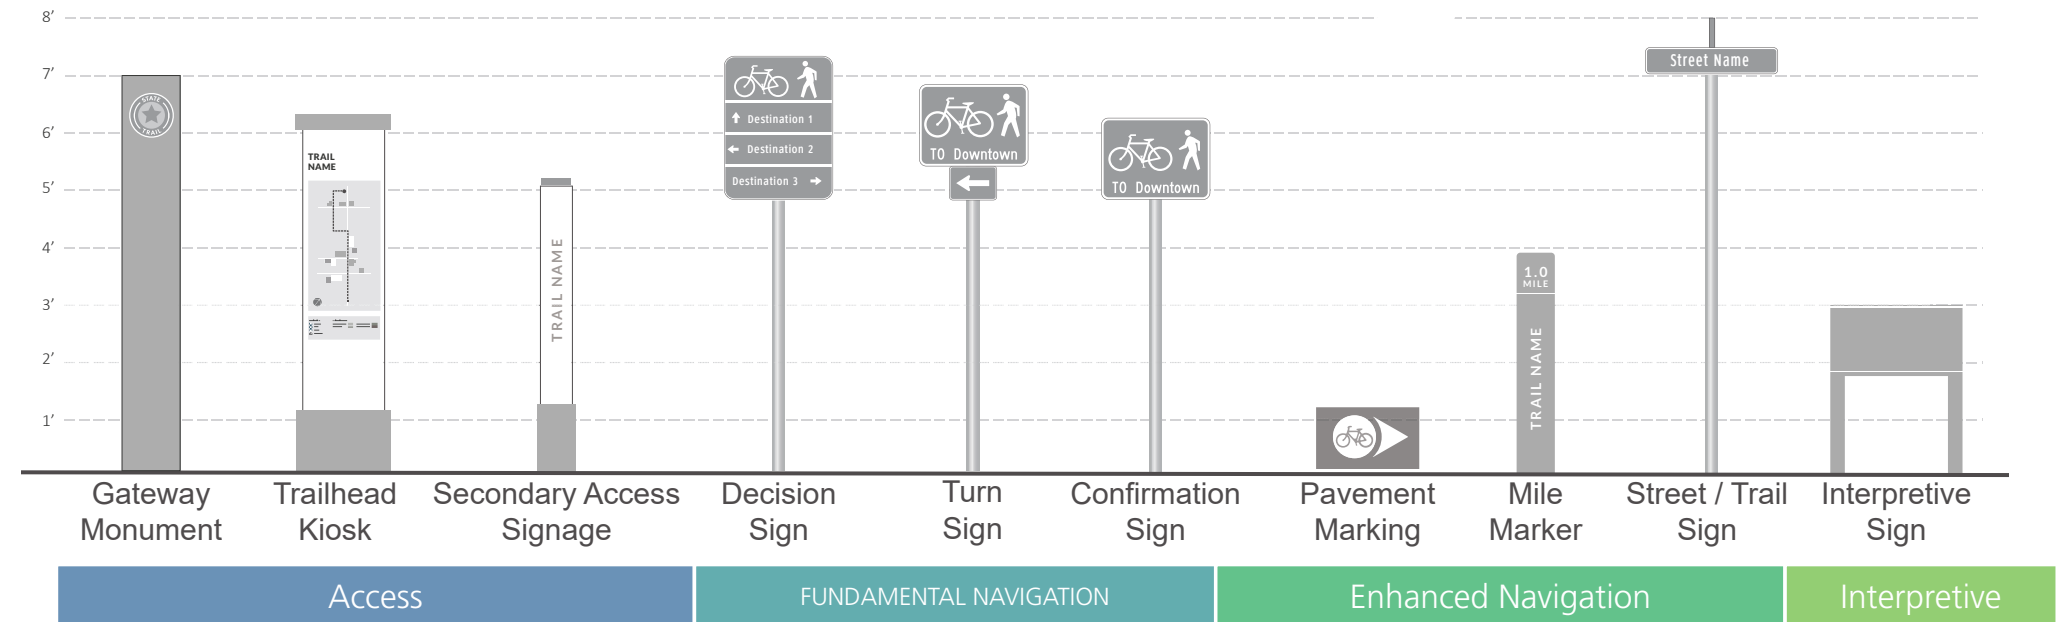 8’
7’
6’
5’
4’
3’
2’
1’
STATE
TRAIL
TRAIL
NAME
TRAIL NAME
Destination 1
Destination 2
Destination 3
TO Downtown
TO Downtown
1.0
MILE
TRAIL NAME
Street Name
Gateway
Monument
Trailhead
Kiosk
Secondary Access
Signage
Decision
Sign
Turn
Sign
Confirmation
Sign
Pavement
Marking
Mile
Marker
Street / Trail
Sign
Interpretive
Sign
Access
FUNDAMENTAL NAVIGATION
Enhanced Navigation
Interpretive